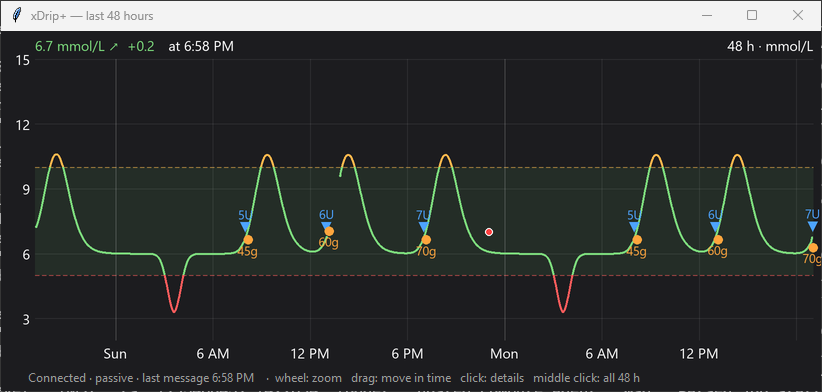 xDrip+ — last 48 hours
6.7 mmol/L ↗ +0.2 at 6:58 PM 48 h · mmol/L
15
12
9
6
3
5U 6U 7U 5U 6U 7U
45g 60g 70g 45g 60g 70g
Sun 6 AM 12 PM 6 PM Mon 6 AM 12 PM
Connected · passive · last message 6:58 PM · wheel: zoom drag: move in time click: details middle click: all 48 h